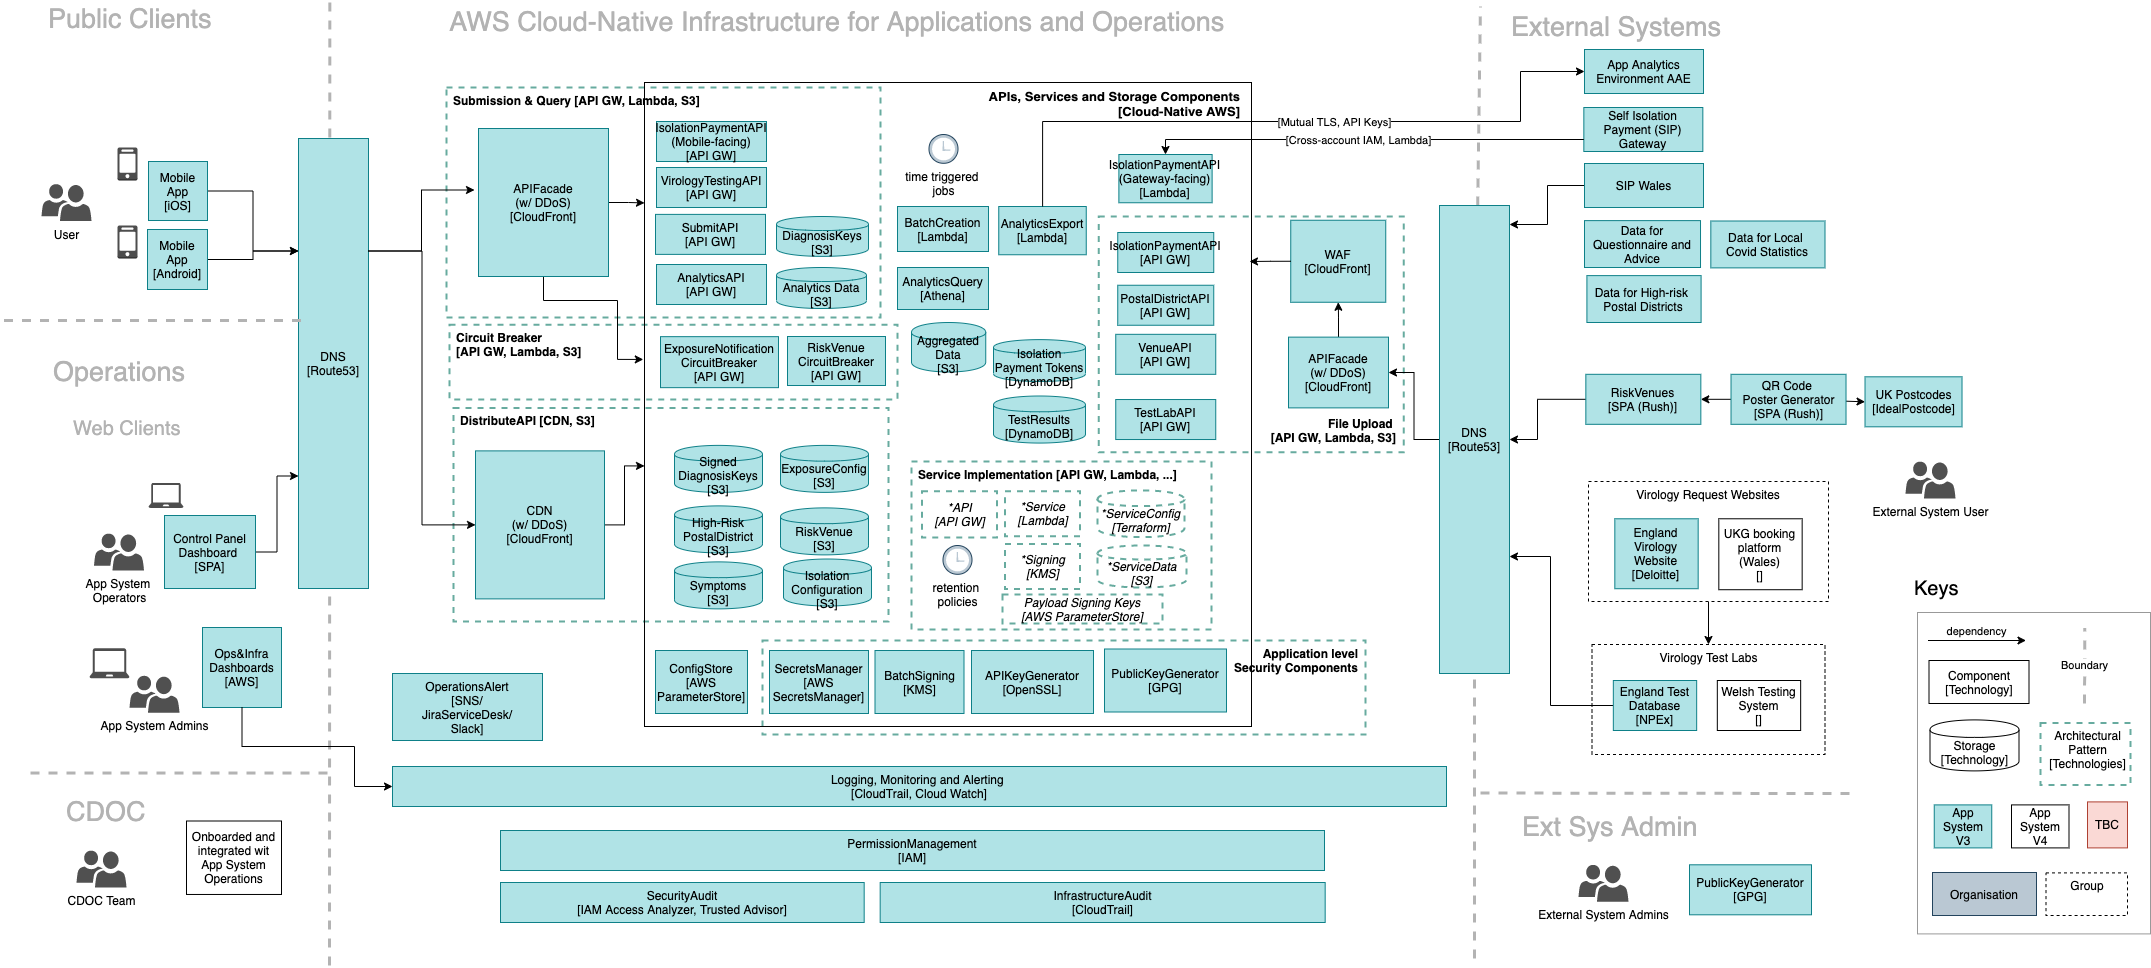 Public Clients
AWS Cloud-Native Infrastructure for Applications and Operations
External Systems
User
Mobile
App
[iOS]
Mobile
App
[Android]
Operations
Web Clients
Control Panel
Dashboard
[SPA]
App System
Operators
Ops&Infra
Dashboards
[AWS]
App System Admins
CDOC
CDOC Team
Onboarded and
integrated wit
App System
Operations
DNS
[Route53]
Submission & Query [API GW, Lambda, S3]
APIFacade
(w/ DDoS)
[CloudFront]
IsolationPaymentAPI
(Mobile-facing)
[API GW]
VirologyTestingAPI
[API GW]
SubmitAPI
[API GW]
AnalyticsAPI
[API GW]
DiagnosisKeys
[S3]
Analytics Data
[S3]
Circuit Breaker
[API GW, Lambda, S3]
ExposureNotification
CircuitBreaker
[API GW]
RiskVenue
CircuitBreaker
[API GW]
DistributeAPI [CDN, S3]
CDN
(w/ DDoS)
[CloudFront]
Signed
DiagnosisKeys
[S3]
ExposureConfig
[S3]
High-Risk
PostalDistrict
[S3]
RiskVenue
[S3]
Symptoms
[S3]
Isolation
Configuration
[S3]
APIs, Services and Storage Components
[Cloud-Native AWS]
time triggered
jobs
BatchCreation
[Lambda]
AnalyticsExport
[Lambda]
AnalyticsQuery
[Athena]
Aggregated
Data
[S3]
Isolation
Payment Tokens
[DynamoDB]
TestResults
[DynamoDB]
[Mutual TLS, API Keys]
[Cross-account IAM, Lambda]
IsolationPaymentAPI
(Gateway-facing)
[Lambda]
IsolationPaymentAPI
[API GW]
PostalDistrictAPI
[API GW]
VenueAPI
[API GW]
TestLabAPI
[API GW]
WAF
[CloudFront]
APIFacade
(w/ DDoS)
[CloudFront]
File Upload
[API GW, Lambda, S3]
Service Implementation [API GW, Lambda, ...]
*API
[API GW]
*Service
[Lambda]
*ServiceConfig
[Terraform]
retention
policies
*Signing
[KMS]
*ServiceData
[S3]
Payload Signing Keys
[AWS ParameterStore]
ConfigStore
[AWS
ParameterStore]
SecretsManager
[AWS
SecretsManager]
BatchSigning
[KMS]
APIKeyGenerator
[OpenSSL]
PublicKeyGenerator
[GPG]
Application level
Security Components
OperationsAlert
[SNS/
JiraServiceDesk/
Slack]
Logging, Monitoring and Alerting
[CloudTrail, Cloud Watch]
PermissionManagement
[IAM]
SecurityAudit
[IAM Access Analyzer, Trusted Advisor]
InfrastructureAudit
[CloudTrail]
DNS
[Route53]
App Analytics
Environment AAE
Self Isolation
Payment (SIP)
Gateway
SIP Wales
Data for
Questionnaire and
Advice
Data for Local
Covid Statistics
Data for High-risk
Postal Districts
RiskVenues
[SPA (Rush)]
QR Code
Poster Generator
[SPA (Rush)]
UK Postcodes
[IdealPostcode]
External System User
Virology Request Websites
England
Virology
Website
[Deloitte]
UKG booking
platform
(Wales)
[]
Virology Test Labs
England Test
Database
[NPEx]
Welsh Testing
System
[]
Ext Sys Admin
External System Admins
PublicKeyGenerator
[GPG]
Keys
dependency
Boundary
Component
[Technology]
Storage
[Technology]
Architectural
Pattern
[Technologies]
App
System
V3
App
System
V4
TBC
Organisation
Group